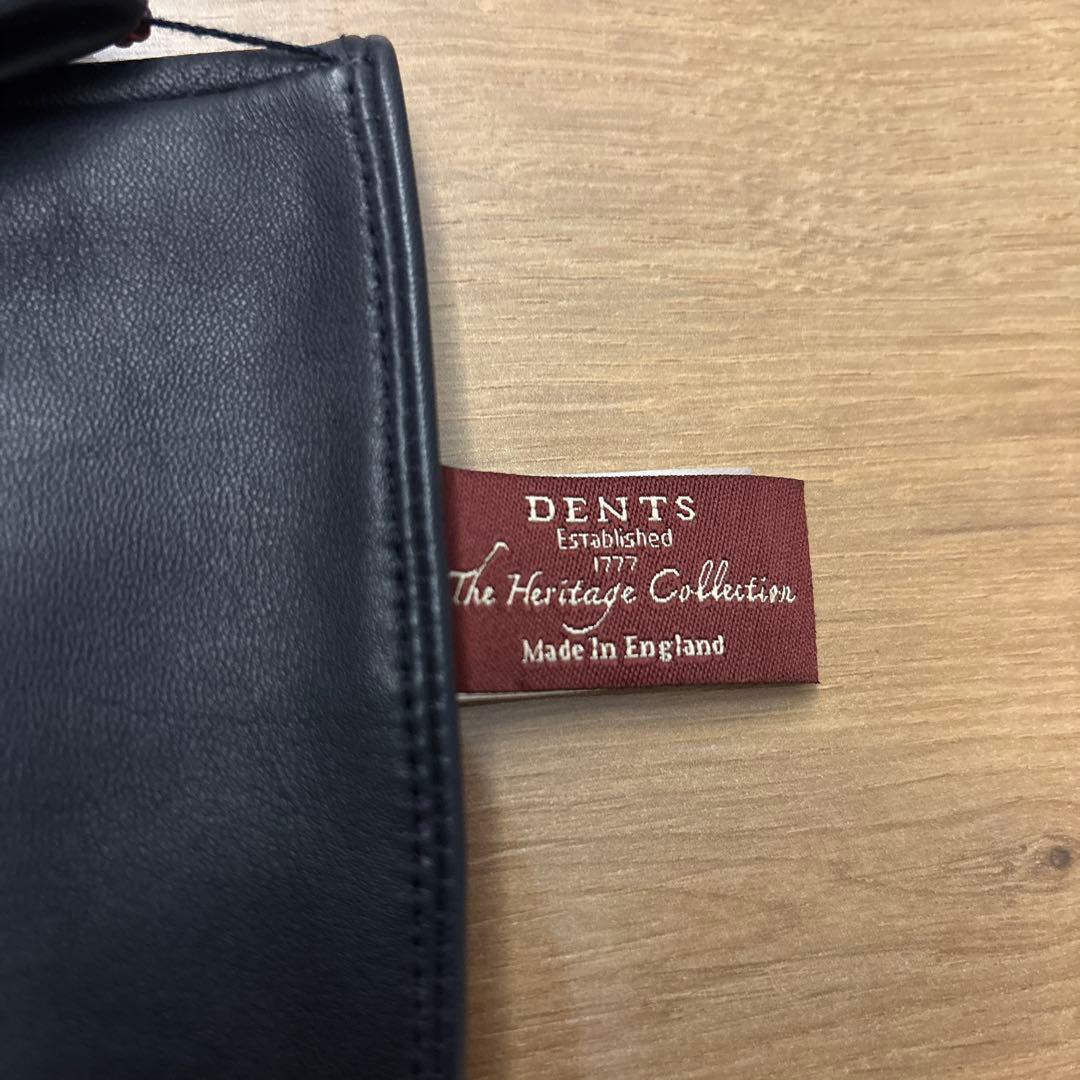 DENTS
Established
1777
The Heritage Collection
Made In England